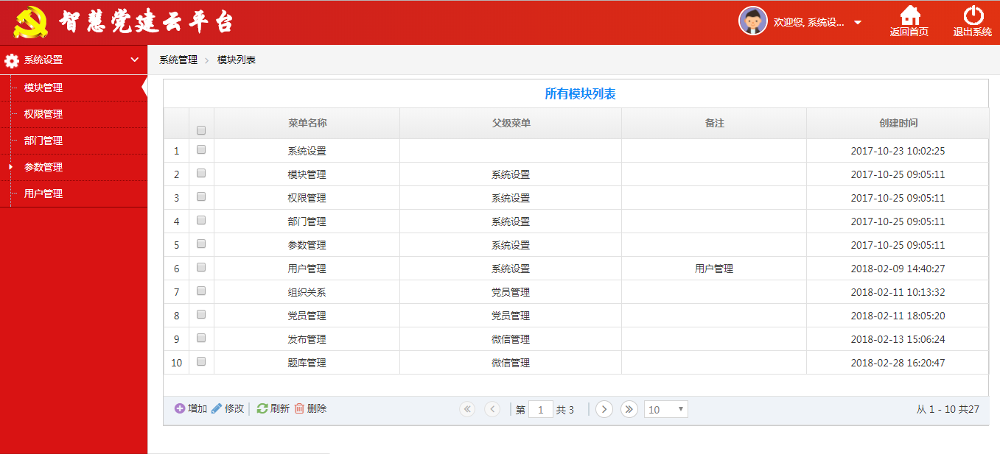 智慧党建云平台
欢迎您, 系统设...
返回首页
退出系统
系统设置
模块管理
权限管理
部门管理
参数管理
用户管理
系统管理 > 模块列表
所有模块列表
菜单名称 父级菜单 备注 创建时间
1 系统设置 2017-10-23 10:02:25
2 模块管理 系统设置 2017-10-25 09:05:11
3 权限管理 系统设置 2017-10-25 09:05:11
4 部门管理 系统设置 2017-10-25 09:05:11
5 参数管理 系统设置 2017-10-25 09:05:11
6 用户管理 系统设置 用户管理 2018-02-09 14:40:27
7 组织关系 党员管理 2018-02-11 10:13:32
8 党员管理 党员管理 2018-02-11 18:05:20
9 发布管理 微信管理 2018-02-13 15:06:24
10 题库管理 微信管理 2018-02-28 16:20:47
增加 修改 刷新 删除 第 1 共 3 10 从 1 - 10 共27